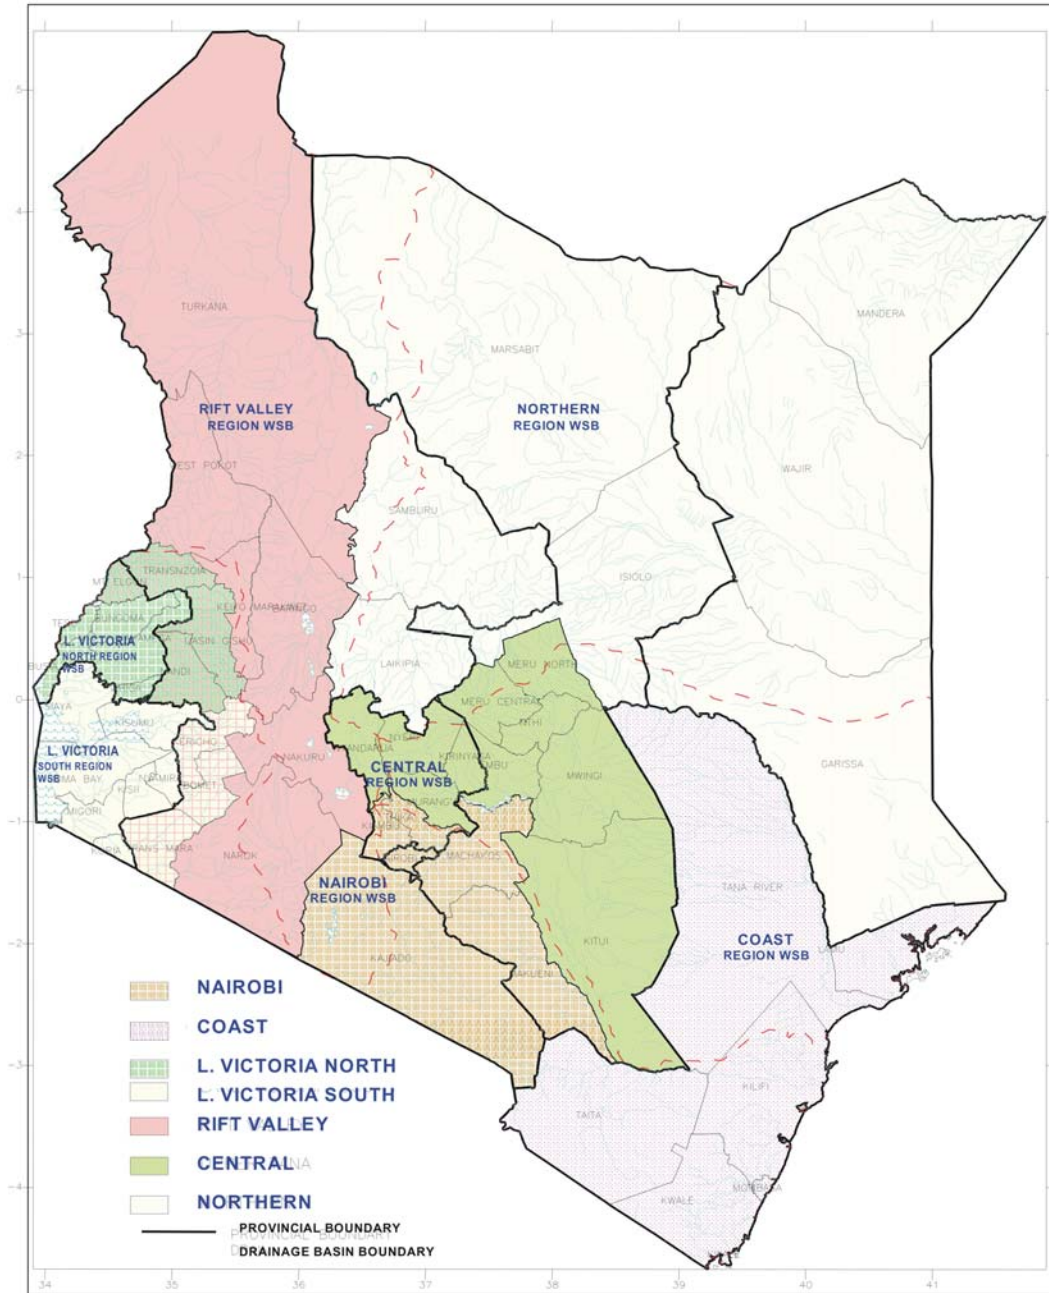 5
4
3
2
1
0
-1
-2
-3
-4
TURKANA
MANDERA
MARSABIT
RIFT VALLEY
REGION WSB
NORTHERN
REGION WSB
WAJIR
SAMBURU
ISIOLO
TRANSNZOIA
KEIYO MARAKWET
L. VICTORIA
NORTH REGION
WSB
LAIKIPIA
MERU NORTH
MERU CENTRAL
KISUMU
L. VICTORIA
SOUTH REGION
WSB
NAKURU
KIRINYAGA
MWINGI
CENTRAL
REGION WSB
GARISSA
KISII
MIGORI
NAROK
MACHAKOS
NAIROBI
REGION WSB
TANA RIVER
KITUI
COAST
REGION WSB
KAJIADO
NAIROBI
COAST
L. VICTORIA NORTH
L. VICTORIA SOUTH
RIFT VALLEY
CENTRAL
NORTHERN
PROVINCIAL BOUNDARY
DRAINAGE BASIN BOUNDARY
KILIFI
TAITA
KWALE
MOMBASA
34
35
36
37
38
39
40
41